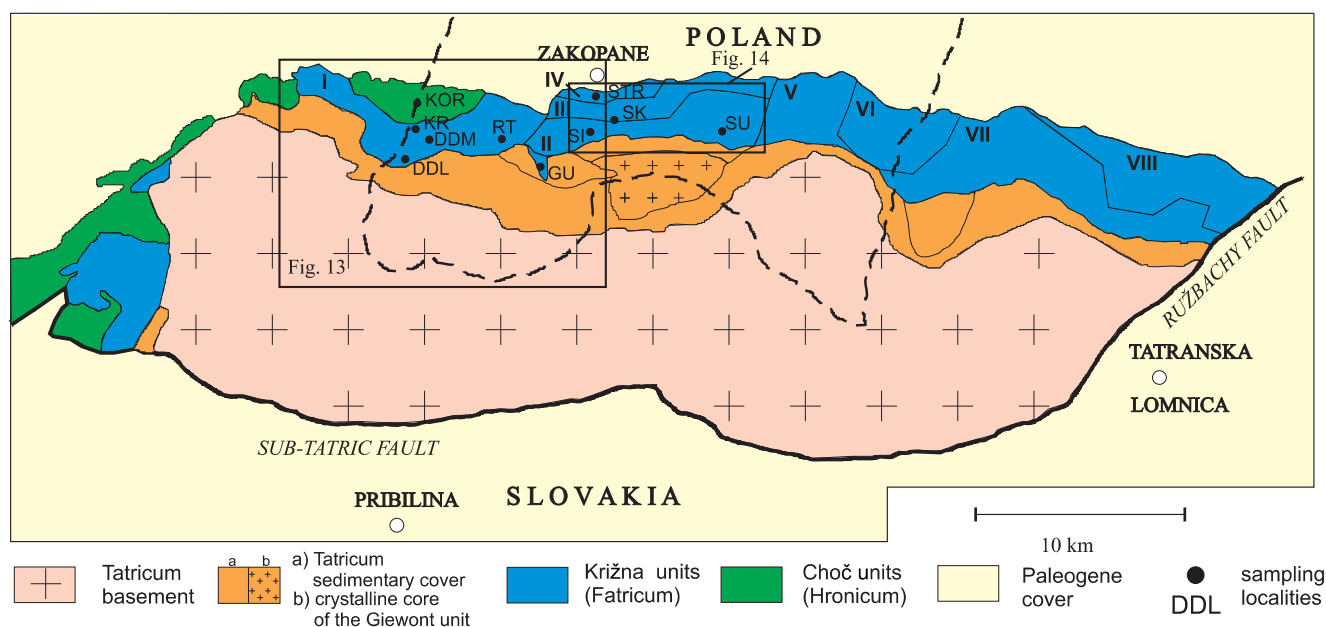 POLAND
ZAKOPANE
Fig. 14
IV
STR
I
KOR
III
SK
V
VI
KR
DDM
RT
SI
SU
VII
II
VIII
DDL
GU
Fig. 13
RUŽBACHY FAULT
TATRANSKA
LOMNICA
SUB-TATRIC FAULT
PRIBILINA
SLOVAKIA
10 km
Tatricum
basement
a b
a) Tatricum
sedimentary cover
b) crystalline core
of the Giewont unit
Križna units
(Fatricum)
Choč units
(Hronicum)
Paleogene
cover
DDL
sampling
localities